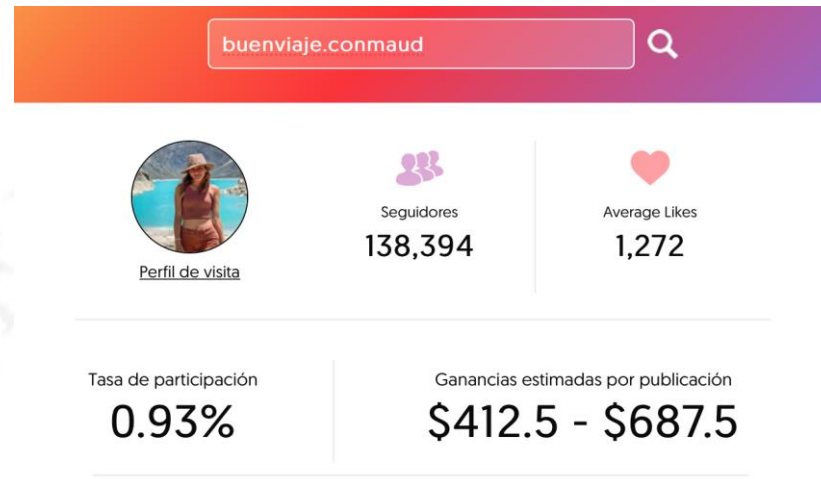 buenviaje.conmaud
Perfil de visita
Seguidores
138,394
Average Likes
1,272
Tasa de participación
0.93%
Ganancias estimadas por publicación
$412.5 - $687.5